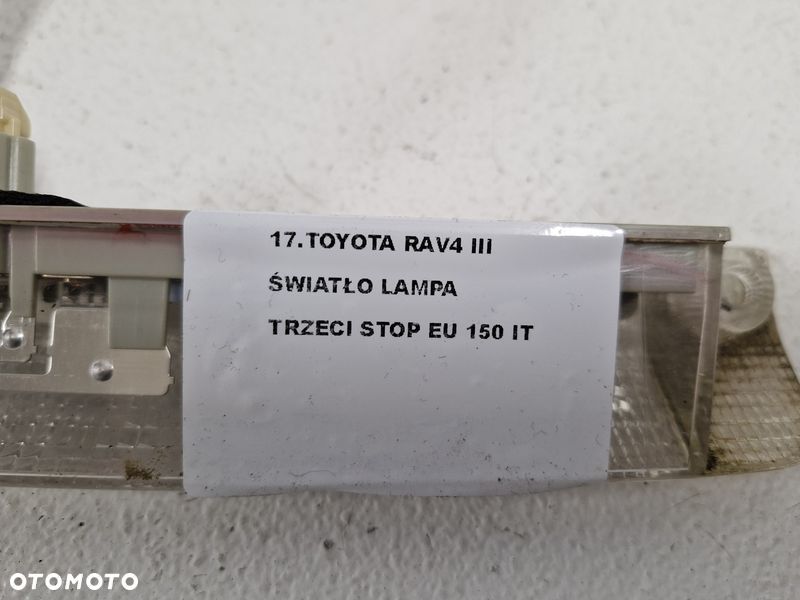 17.TOYOTA RAV4 III
ŚWIATŁO LAMPA
TRZECI STOP EU 150 IT
OTOMOTO